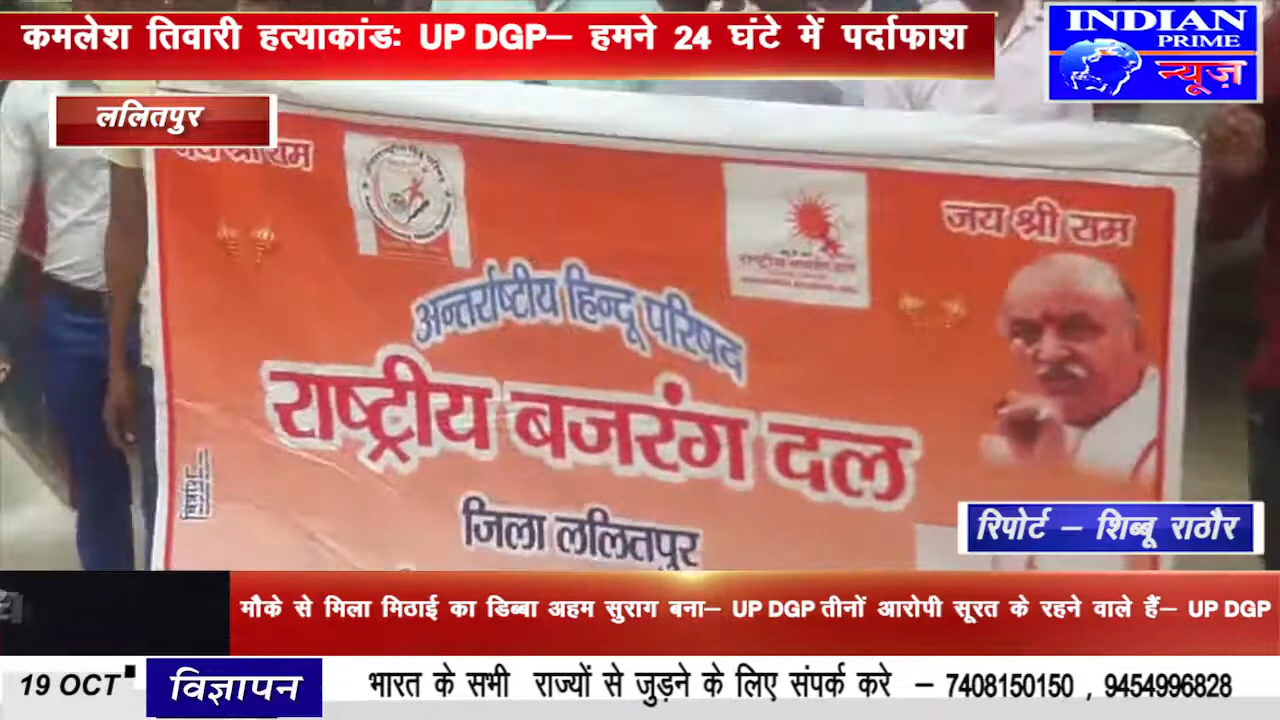 कमलेश तिवारी हत्याकांडः UP DGP– हमने 24 घंटे में पर्दाफाश
INDIAN
PRIME
न्यूज़
ललितपुर
जय श्री राम
जय श्री राम
अन्तर्राष्टीय हिन्दू परिषद
राष्ट्रीय बजरंग दल
जिला ललितपुर
रिपोर्ट – शिब्बू राठौर
मौके से मिला मिठाई का डिब्बा अहम सुराग बना– UP DGP तीनों आरोपी सूरत के रहने वाले हैं– UP DGP
19 OCT
विज्ञापन
भारत के सभी राज्यों से जुड़ने के लिए संपर्क करे – 7408150150 , 9454996828